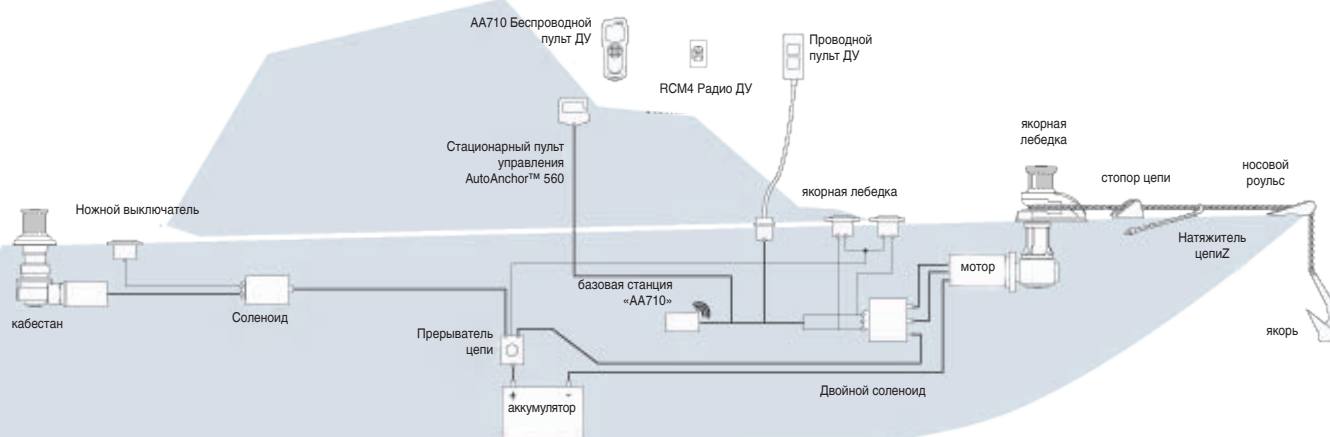 AA710 Беспроводной
пульт ДУ
RCM4 Радио ДУ
Проводной
пульт ДУ
Стационарный пульт
управления
AutoAnchor™ 560
якорная
лебедка
стопор цепи
носовой
роульс
якорная лебедка
Ножной выключатель
Натяжитель
цепиZ
мотор
базовая станция
«AA710»
кабестан
Соленоид
Прерыватель
цепи
якорь
Двойной соленоид
+ -
аккумулятор